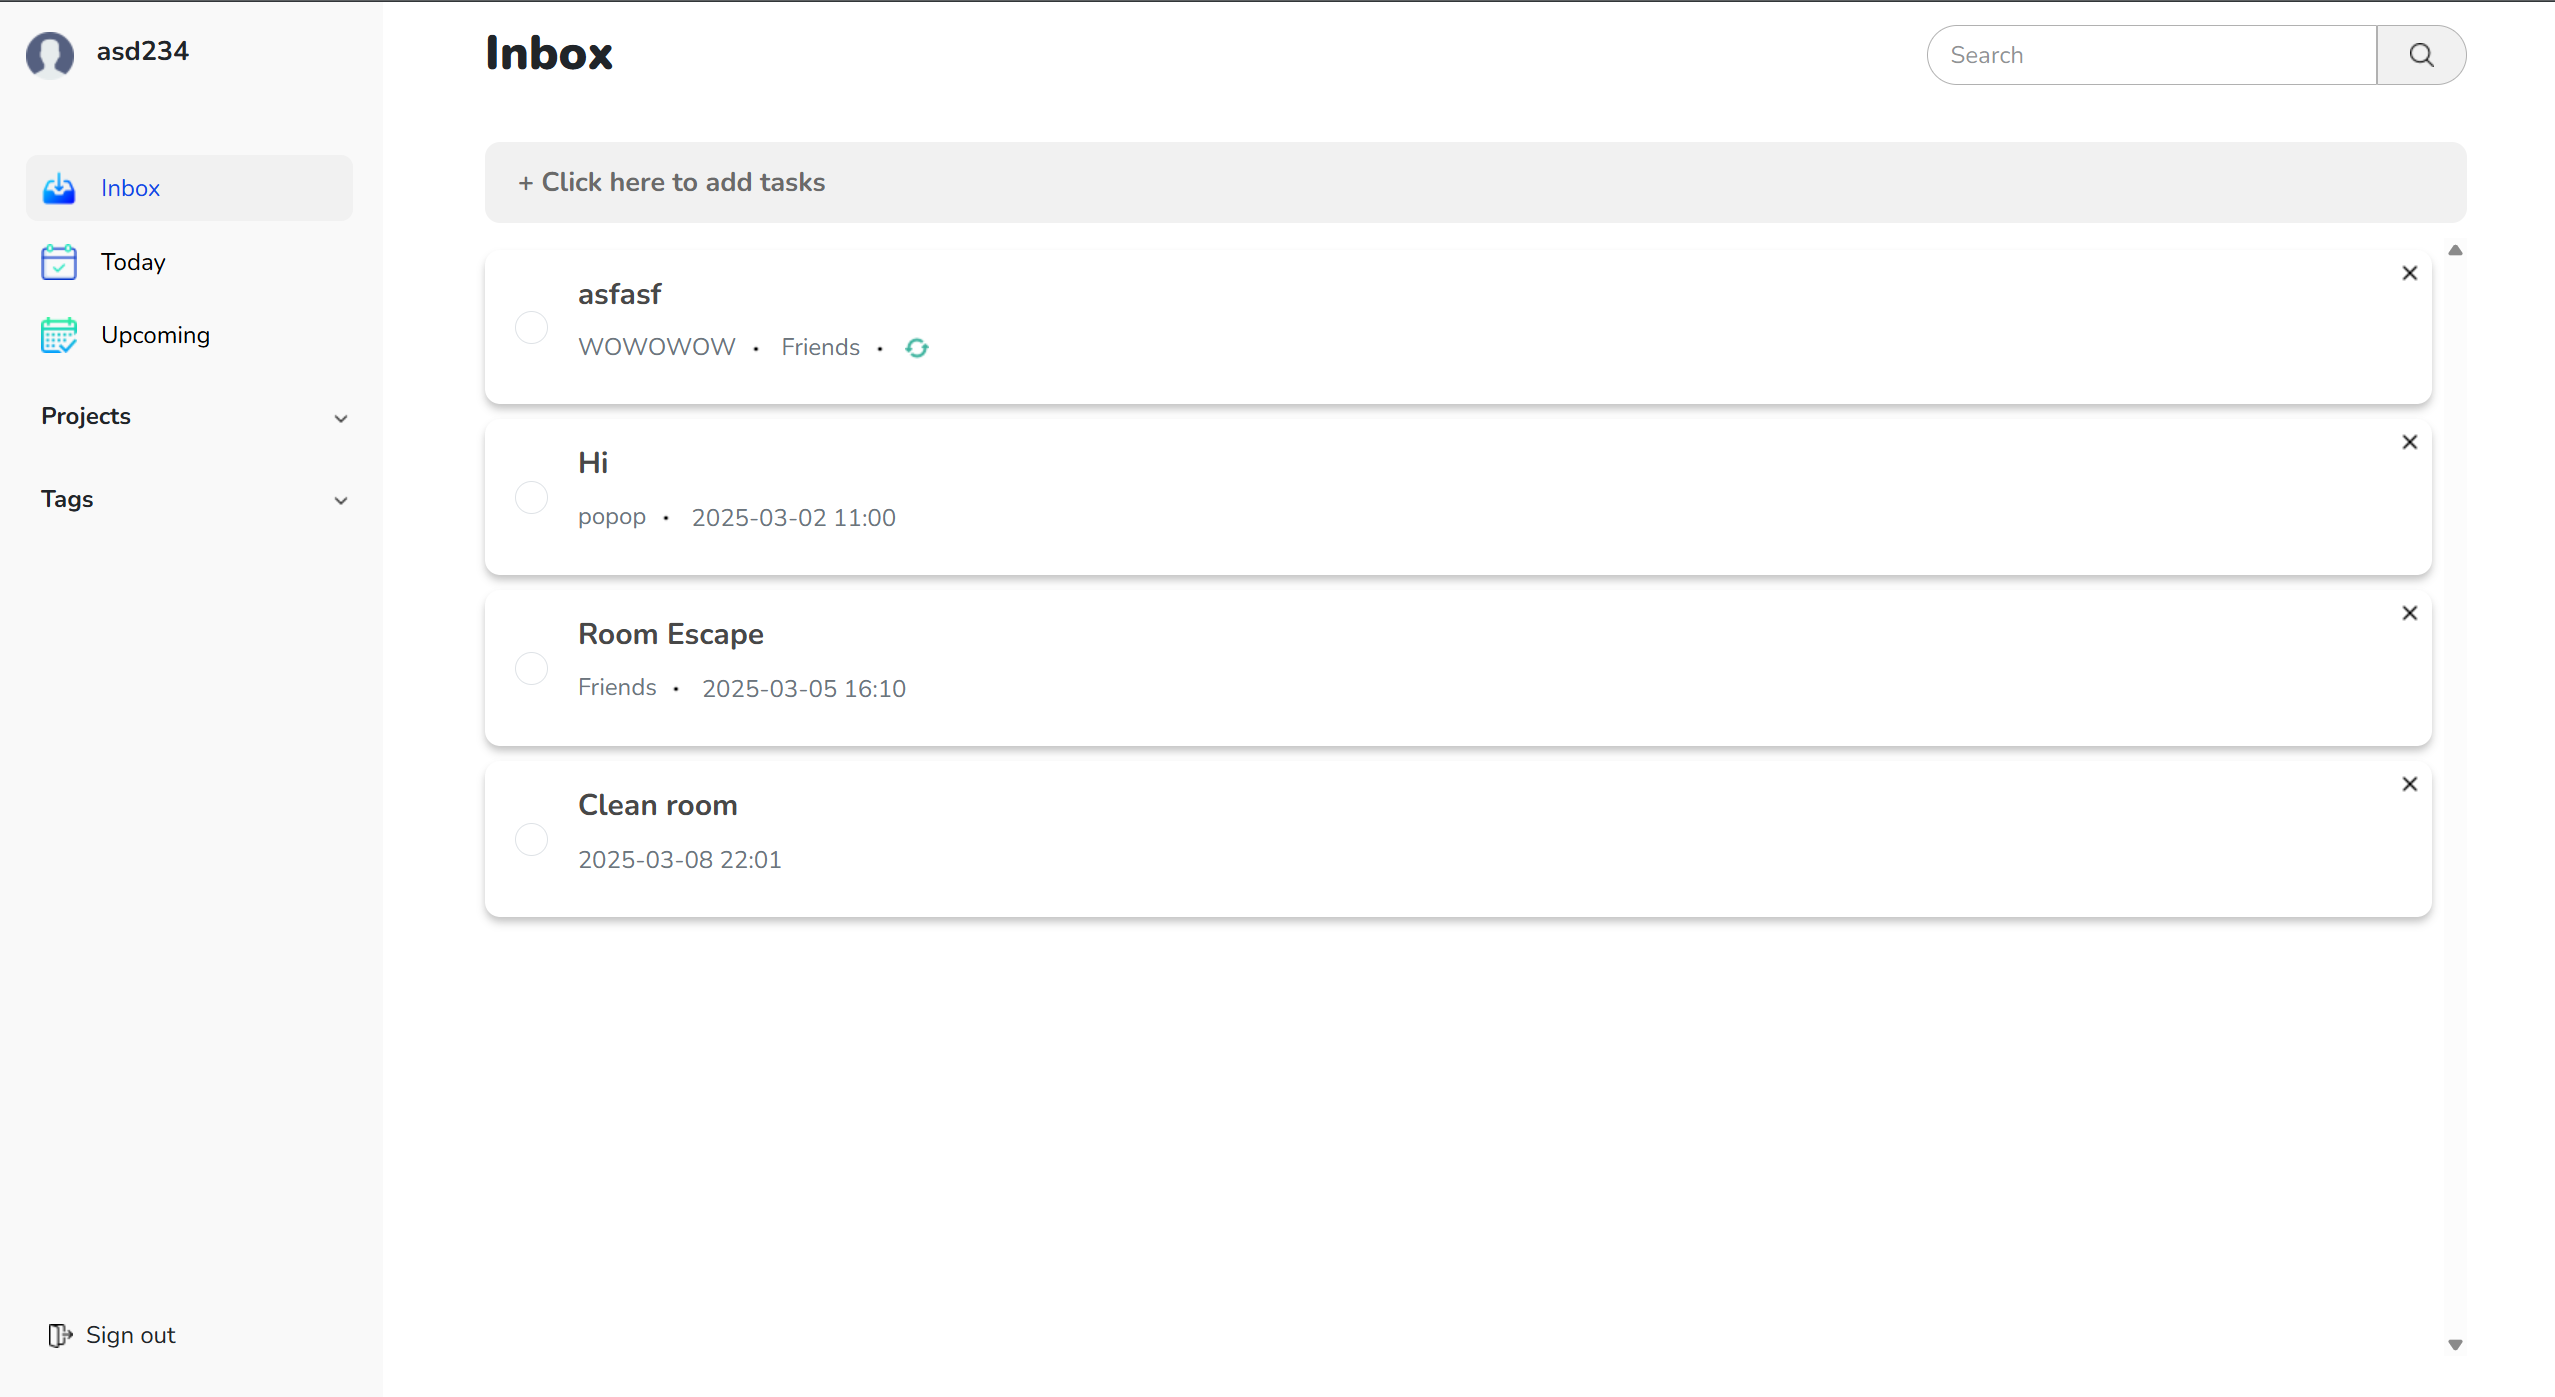 asd234
Inbox
Today
Upcoming
Projects
Tags
Sign out
Inbox
Search
+ Click here to add tasks
asfasf
WOWOWOW • Friends •
Hi
popop • 2025-03-02 11:00
Room Escape
Friends • 2025-03-05 16:10
Clean room
2025-03-08 22:01